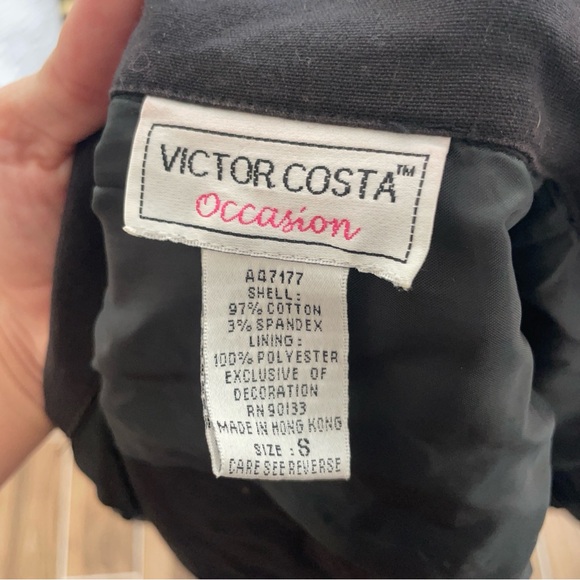 VICTOR COSTA™
Occasion
A47177
SHELL:
97% COTTON
3% SPANDEX
LINING:
100% POLYESTER
EXCLUSIVE OF
DECORATION
RN 90133
MADE IN HONG KONG
SIZE: S
CARE SEE REVERSE